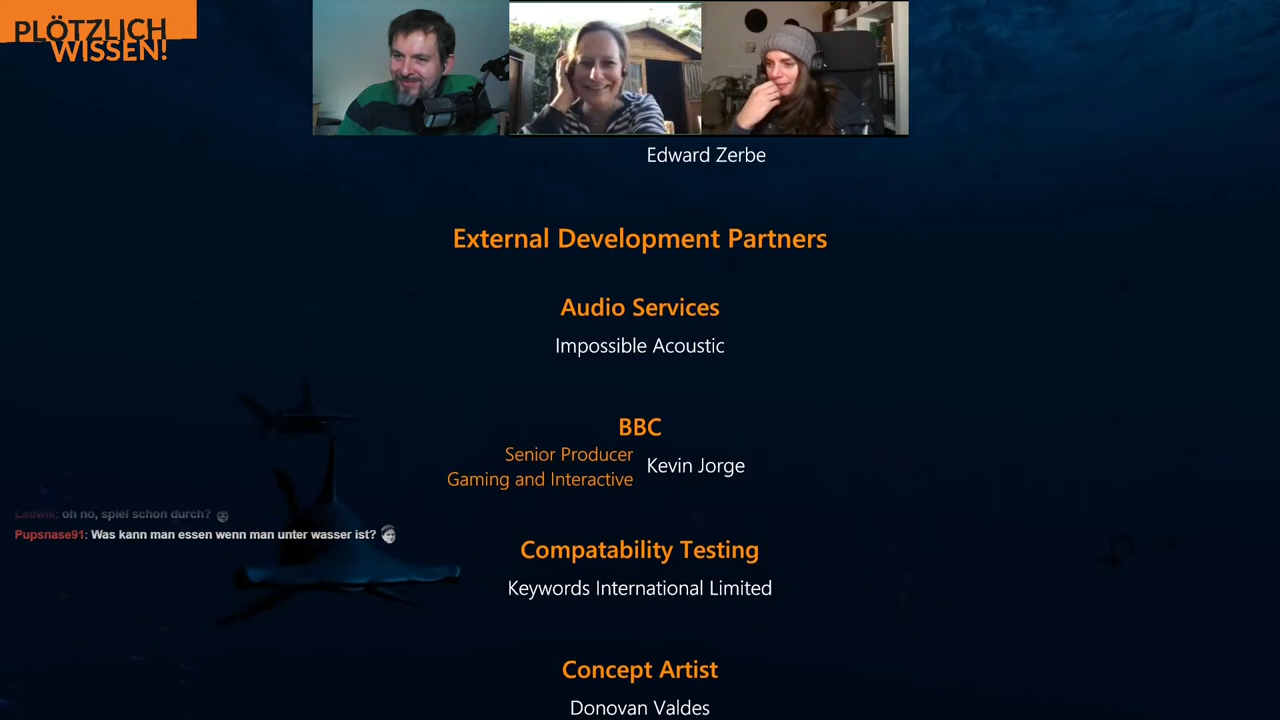 PLÖTZLICH
WISSEN!
Edward Zerbe
External Development Partners
Audio Services
Impossible Acoustic
BBC
Senior Producer
Gaming and Interactive
Kevin Jorge
Ladwik: oh no, spiel schon durch?
Pupsnase91: Was kann man essen wenn man unter wasser ist?
Compatability Testing
Keywords International Limited
Concept Artist
Donovan Valdes